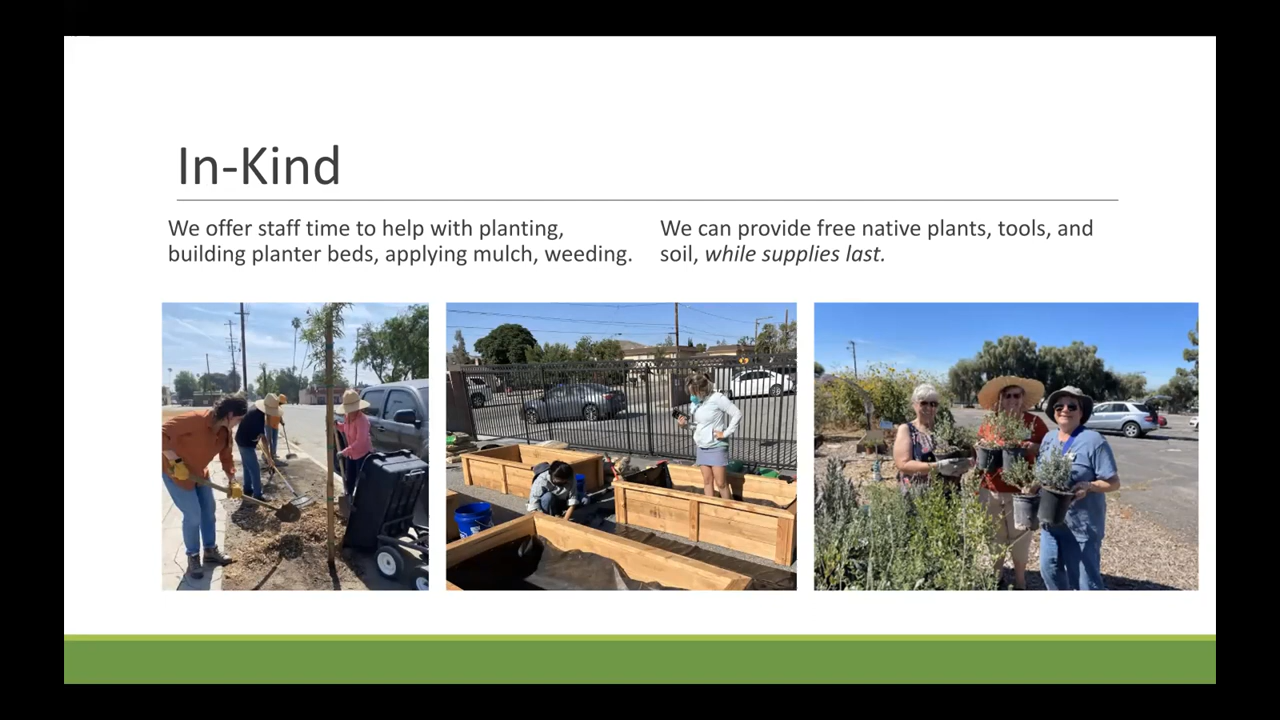 In-Kind
We offer staff time to help with planting,
building planter beds, applying mulch, weeding.
We can provide free native plants, tools, and
soil, while supplies last.